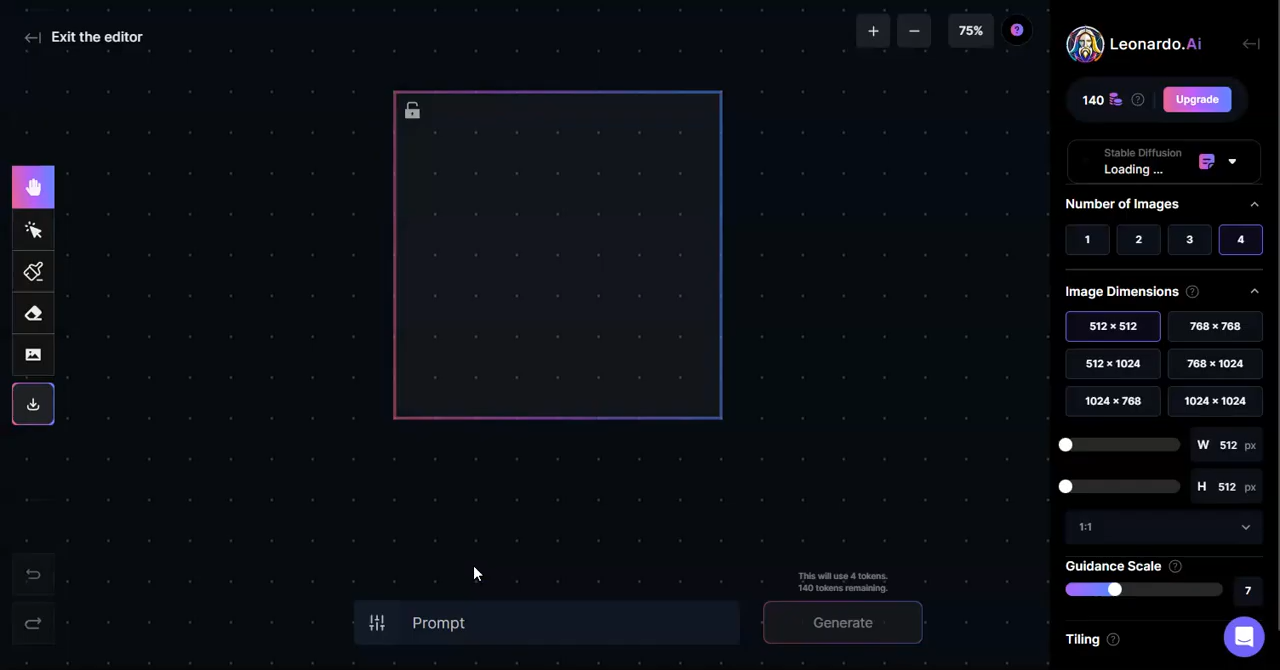 Exit the editor
75%
Leonardo.Ai
140
Upgrade
Stable Diffusion
Loading ...
Number of Images
1 2 3 4
Image Dimensions
512 × 512 768 × 768
512 × 1024 768 × 1024
1024 × 768 1024 × 1024
W 512 px
H 512 px
1:1
Guidance Scale
7
This will use 4 tokens.
140 tokens remaining.
Prompt
Generate
Tiling